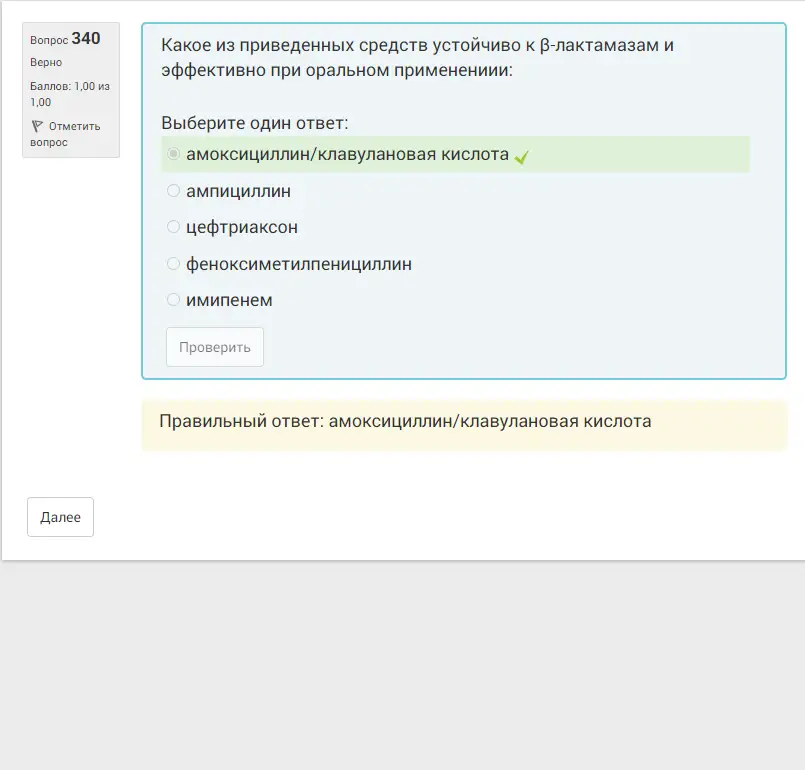 Вопрос 340
Верно
Баллов: 1,00 из
1,00
Отметить
вопрос
Какое из приведенных средств устойчиво к β-лактамазам и
эффективно при оральном применениии:
Выберите один ответ:
амоксициллин/клавулановая кислота
ампициллин
цефтриаксон
феноксиметилпенициллин
имипенем
Проверить
Правильный ответ: амоксициллин/клавулановая кислота
Далее